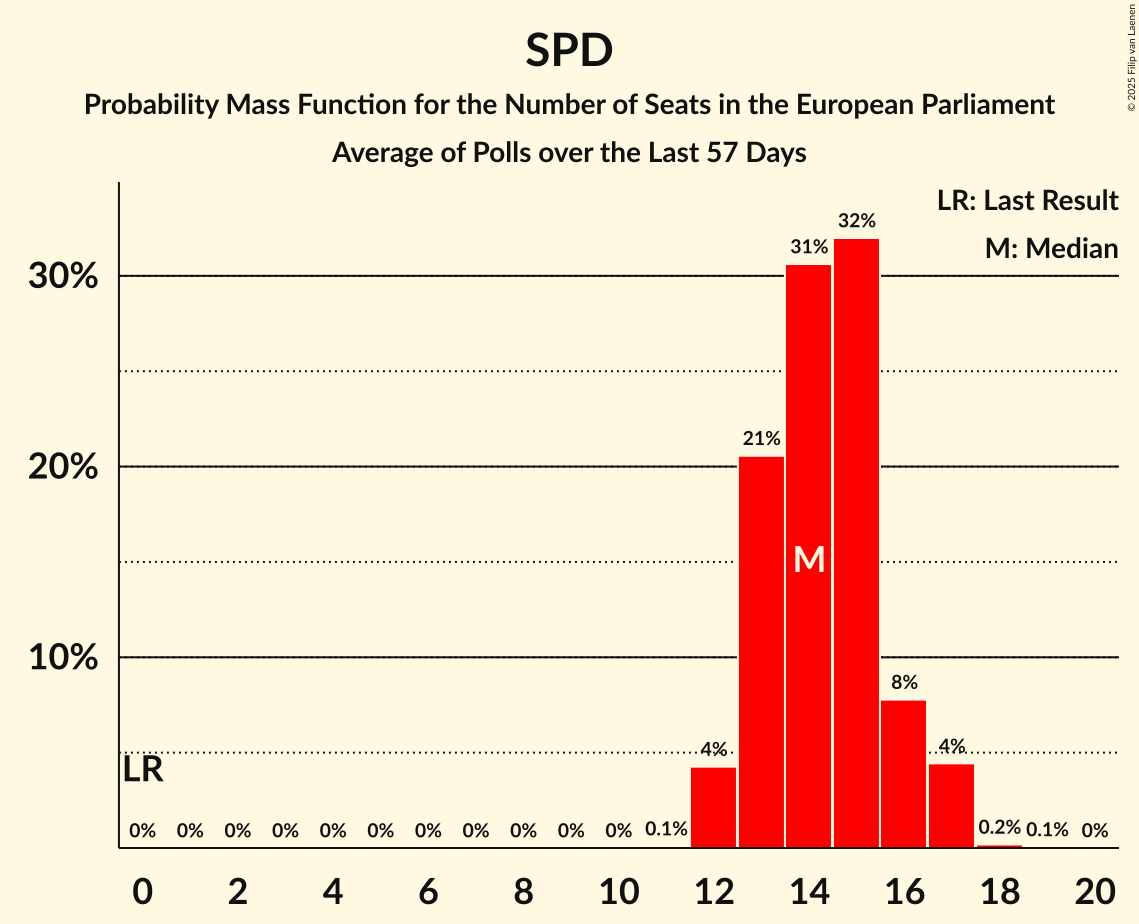 SPD
Probability Mass Function for the Number of Seats in the European Parliament
Average of Polls over the Last 57 Days
© 2025 Filip van Laenen
LR: Last Result
M: Median
30%
20%
10%
32%
31%
21%
M
8%
4%
4%
LR
0% 0% 0% 0% 0% 0% 0% 0% 0% 0% 0% 0.1% 0.2% 0.1% 0%
0 2 4 6 8 10 12 14 16 18 20